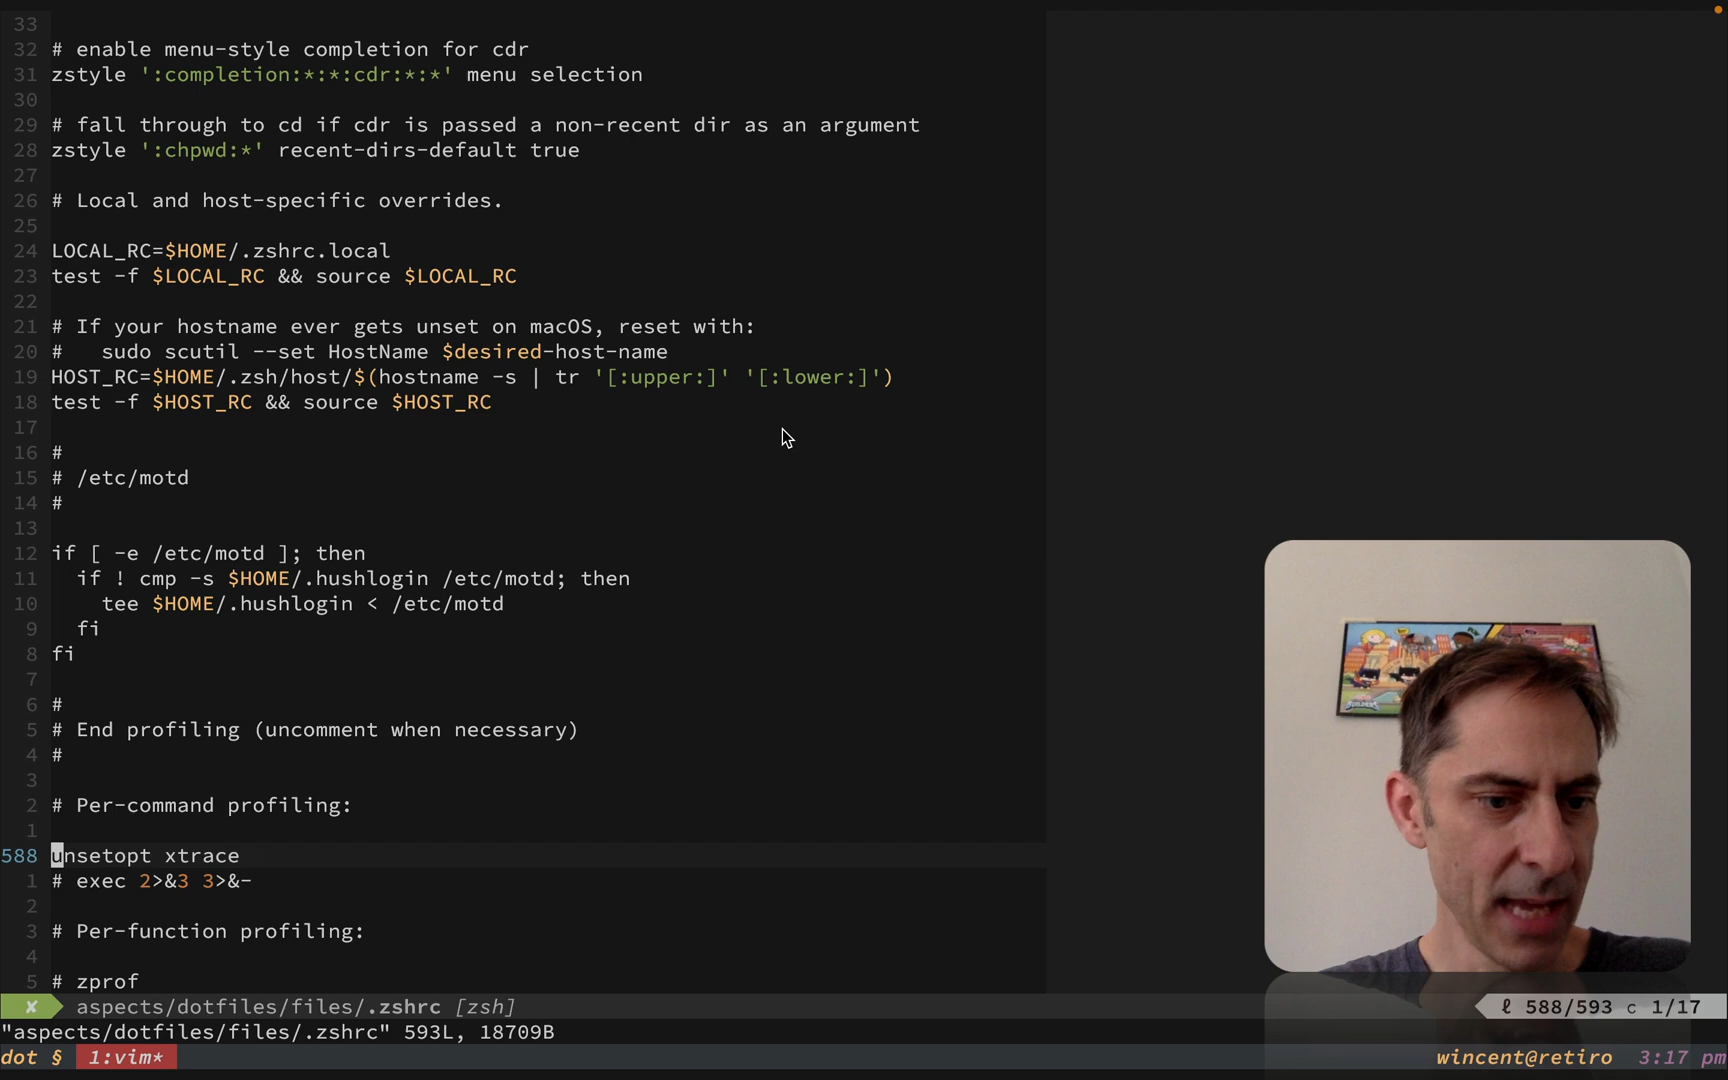 33
32 # enable menu-style completion for cdr
31 zstyle ':completion:*:*:cdr:*:*' menu selection
30
29 # fall through to cd if cdr is passed a non-recent dir as an argument
28 zstyle ':chpwd:*' recent-dirs-default true
27
26 # Local and host-specific overrides.
25
24 LOCAL_RC=$HOME/.zshrc.local
23 test -f $LOCAL_RC && source $LOCAL_RC
22
21 # If your hostname ever gets unset on macOS, reset with:
20 #   sudo scutil --set HostName $desired-host-name
19 HOST_RC=$HOME/.zsh/host/$(hostname -s | tr '[:upper:]' '[:lower:]')
18 test -f $HOST_RC && source $HOST_RC
17
16 #
15 # /etc/motd
14 #
13
12 if [ -e /etc/motd ]; then
11   if ! cmp -s $HOME/.hushlogin /etc/motd; then
10     tee $HOME/.hushlogin < /etc/motd
9   fi
8 fi
7
6 #
5 # End profiling (uncomment when necessary)
4 #
3
2 # Per-command profiling:
1
588 unsetopt xtrace
1 # exec 2>&3 3>&-
2
3 # Per-function profiling:
4
5 # zprof
✘ aspects/dotfiles/files/.zshrc [zsh] ℓ 588/593 c 1/17
"aspects/dotfiles/files/.zshrc" 593L, 18709B
dot § 1:vim* wincent@retiro 3:17 pm